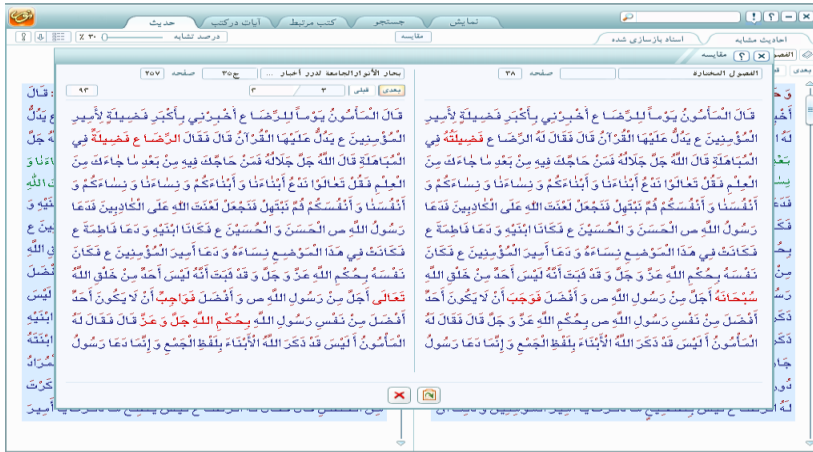 نمایش
جستجو
کتب مرتبط
آیات در کتب
حدیث
احادیث مشابه
اسناد بازسازی شده
مقایسه
درصد تشابه
٪ ۳۰
مقایسه
الفصول المختارة
صفحه ۳۸
قَالَ الْمَأْمُونُ يَوْماً لِلرِّضَا ع أَخْبِرْنِي بِأَكْبَرِ فَضِيلَةٍ لِأَمِيرِ
الْمُؤْمِنِينَ ع يَدُلُّ عَلَيْهَا الْقُرْآنُ قَالَ فَقَالَ لَهُ الرِّضَا ع فَضِيلَتُهُ فِي
الْمُبَاهَلَةِ قَالَ اللَّهُ جَلَّ جَلَالُهُ فَمَنْ حَاجَّكَ فِيهِ مِنْ بَعْدِ مٰا جٰاءَكَ مِنَ
الْعِلْمِ فَقُلْ تَعٰالَوْا نَدْعُ أَبْنٰاءَنٰا وَ أَبْنٰاءَكُمْ وَ نِسٰاءَنٰا وَ نِسٰاءَكُمْ وَ
أَنْفُسَنٰا وَ أَنْفُسَكُمْ ثُمَّ نَبْتَهِلْ فَنَجْعَلْ لَعْنَتَ اللّٰهِ عَلَى الْكٰاذِبِينَ فَدَعَا
رَسُولُ اللَّهِ ص الْحَسَنَ وَ الْحُسَيْنَ ع فَكَانَا ابْنَيْهِ وَ دَعَا فَاطِمَةَ ع
فَكَانَتْ فِي هَذَا الْمَوْضِعِ نِسَاءَهُ وَ دَعَا أَمِيرَ الْمُؤْمِنِينَ ع فَكَانَ
نَفْسَهُ بِحُكْمِ اللَّهِ عَزَّ وَ جَلَّ وَ قَدْ ثَبَتَ أَنَّهُ لَيْسَ أَحَدٌ مِنْ خَلْقِ اللَّهِ
سُبْحَانَهُ أَجَلَّ مِنْ رَسُولِ اللَّهِ ص وَ أَفْضَلَ فَوَجَبَ أَنْ لَا يَكُونَ أَحَدٌ
أَفْضَلَ مِنْ نَفْسِ رَسُولِ اللَّهِ ص بِحُكْمِ اللَّهِ عَزَّ وَ جَلَّ قَالَ فَقَالَ لَهُ
الْمَأْمُونُ أَ لَيْسَ قَدْ ذَكَرَ اللَّهُ الْأَبْنَاءَ بِلَفْظِ الْجَمْعِ وَ إِنَّمَا دَعَا رَسُولُ
بحار الأنوار الجامعة لدرر أخبار ...
ج۳۵
صفحه ۲۵۷
بعدی
قبلی
۳
۳
۹۳
قَالَ الْمَأْمُونُ يَوْماً لِلرِّضَا ع أَخْبِرْنِي بِأَكْبَرِ فَضِيلَةٍ لِأَمِيرِ
الْمُؤْمِنِينَ ع يَدُلُّ عَلَيْهَا الْقُرْآنُ قَالَ فَقَالَ الرِّضَا ع فَضِيلَةٌ فِي
الْمُبَاهَلَةِ قَالَ اللَّهُ جَلَّ جَلَالُهُ فَمَنْ حَاجَّكَ فِيهِ مِنْ بَعْدِ مٰا جٰاءَكَ مِنَ
الْعِلْمِ فَقُلْ تَعٰالَوْا نَدْعُ أَبْنٰاءَنٰا وَ أَبْنٰاءَكُمْ وَ نِسٰاءَنٰا وَ نِسٰاءَكُمْ وَ
أَنْفُسَنٰا وَ أَنْفُسَكُمْ ثُمَّ نَبْتَهِلْ فَنَجْعَلْ لَعْنَتَ اللّٰهِ عَلَى الْكٰاذِبِينَ فَدَعَا
رَسُولُ اللَّهِ ص الْحَسَنَ وَ الْحُسَيْنَ ع فَكَانَا ابْنَيْهِ وَ دَعَا فَاطِمَةَ ع
فَكَانَتْ فِي هَذَا الْمَوْضِعِ نِسَاءَهُ وَ دَعَا أَمِيرَ الْمُؤْمِنِينَ ع فَكَانَ
نَفْسَهُ بِحُكْمِ اللَّهِ عَزَّ وَ جَلَّ وَ قَدْ ثَبَتَ أَنَّهُ لَيْسَ أَحَدٌ مِنْ خَلْقِ اللَّهِ
تَعَالَى أَجَلَّ مِنْ رَسُولِ اللَّهِ ص وَ أَفْضَلَ فَوَاجِبٌ أَنْ لَا يَكُونَ أَحَدٌ
أَفْضَلَ مِنْ نَفْسِ رَسُولِ اللَّهِ بِحُكْمِ اللَّهِ جَلَّ وَ عَزَّ قَالَ فَقَالَ لَهُ
الْمَأْمُونُ أَ لَيْسَ قَدْ ذَكَرَ اللَّهُ الْأَبْنَاءَ بِلَفْظِ الْجَمْعِ وَ إِنَّمَا دَعَا رَسُولُ